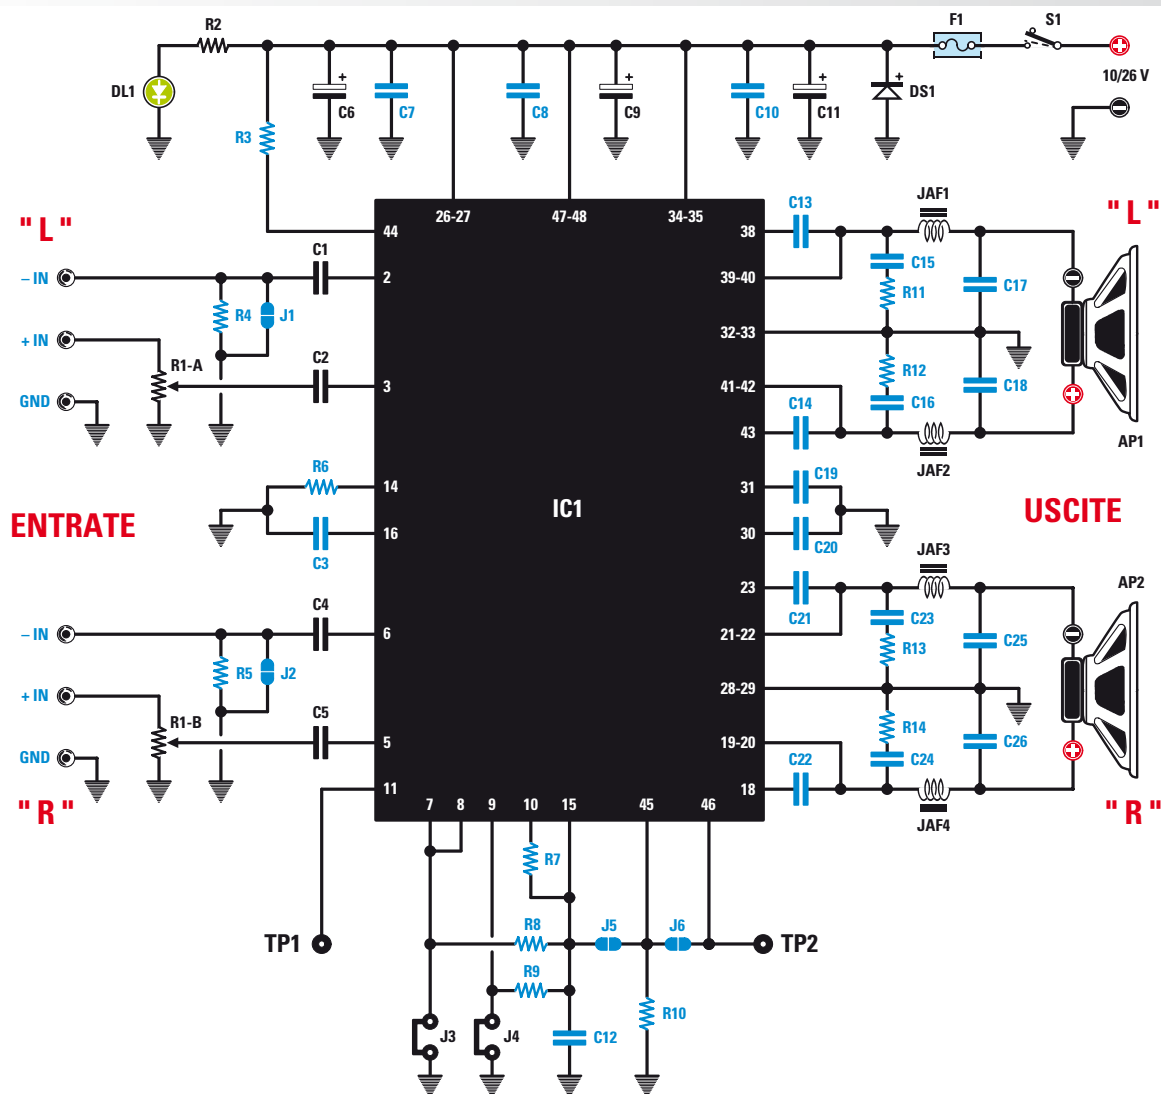 R2
F1
S1
DL1
10/26 V
C6
C7
C8
C9
C10
C11
DS1
R3
26-27
47-48
34-35
"L"
44
38
C13
JAF1
"L"
– IN
C1
2
39-40
C15
R4
J1
R11
C17
+ IN
32-33
R1-A
C2
3
41-42
R12
GND
C14
C16
C18
43
JAF2
AP1
R6
14
31
C19
ENTRATE
IC1
USCITE
16
30
C3
C20
JAF3
23
AP2
C4
C21
C23
– IN
6
21-22
R5
J2
R13
C25
+ IN
28-29
R1-B
C5
5
19-20
R14
GND
C22
C24
C26
11
18
"R"
7
8
9
10
15
45
46
JAF4
"R"
R7
TP1
R8
J5
J6
TP2
R9
R10
J3
J4
C12